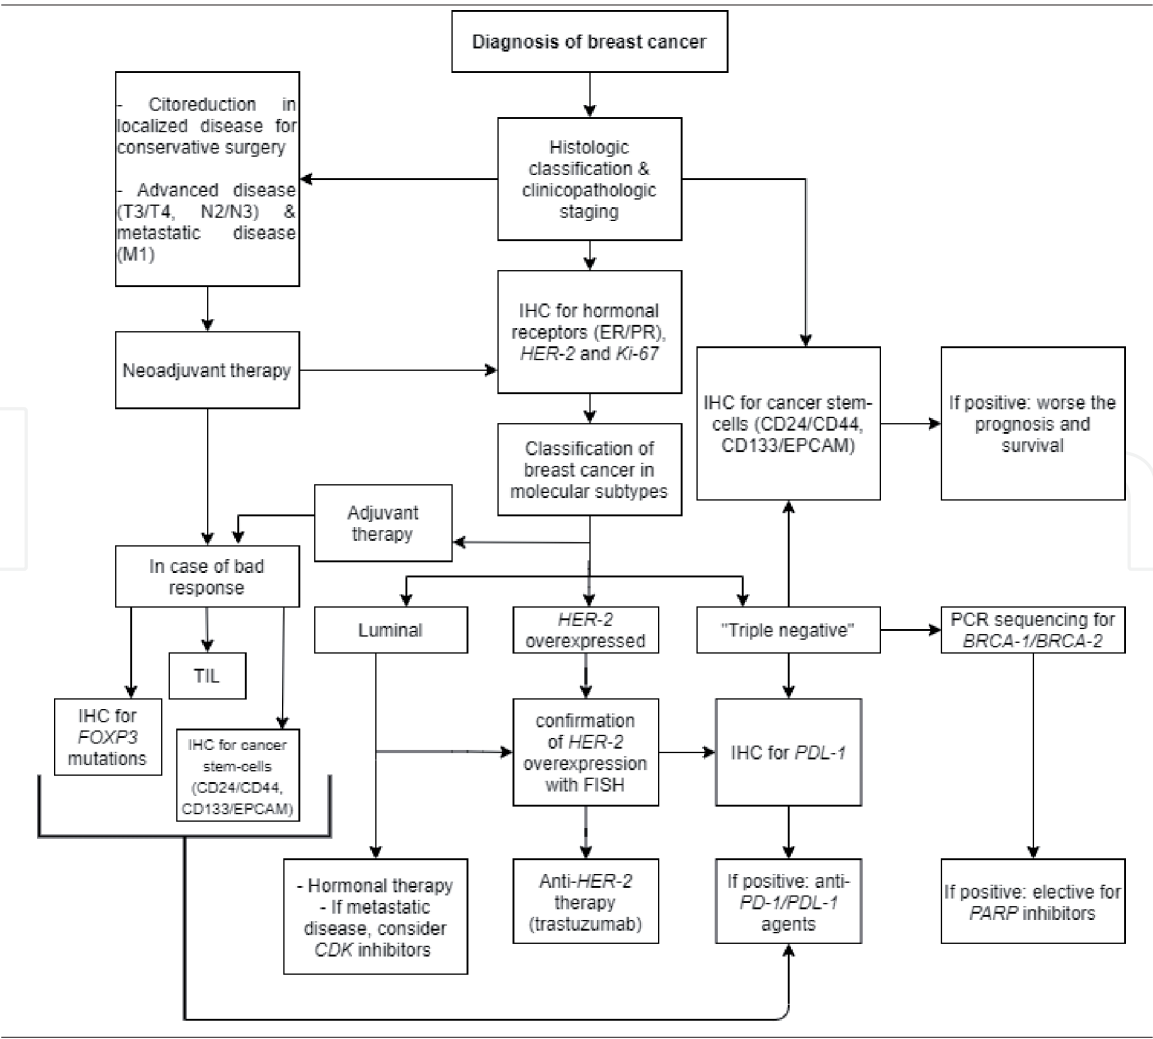 Diagnosis of breast cancer
- Citoreduction in
localized disease for
conservative surgery
- Advanced disease
(T3/T4, N2/N3) &
metastatic disease
(M1)
Histologic
classification &
clinicopathologic
staging
IHC for hormonal
receptors (ER/PR),
HER-2 and Ki-67
Neoadjuvant therapy
IHC for cancer stem-
cells (CD24/CD44,
CD133/EPCAM)
If positive: worse the
prognosis and
survival
Classification of
breast cancer in
molecular subtypes
Adjuvant
therapy
In case of bad
response
Luminal
HER-2
overexpressed
"Triple negative"
PCR sequencing for
BRCA-1/BRCA-2
TIL
IHC for
FOXP3
mutations
IHC for cancer
stem-cells
(CD24/CD44,
CD133/EPCAM)
confirmation
of HER-2
overexpression
with FISH
IHC for PDL-1
- Hormonal therapy
- If metastatic
disease, consider
CDK inhibitors
Anti-HER-2
therapy
(trastuzumab)
If positive: anti-
PD-1/PDL-1
agents
If positive: elective for
PARP inhibitors